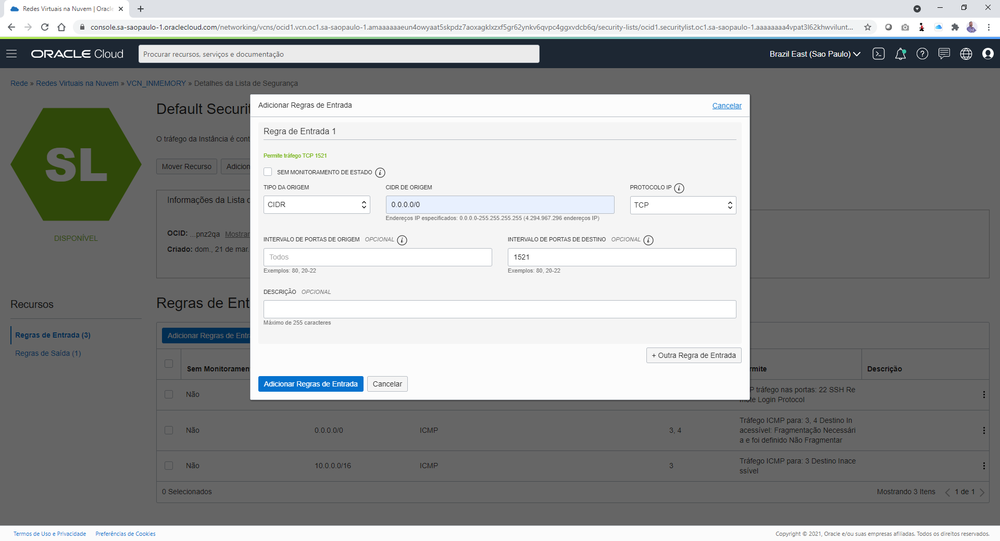 Redes Virtuais na Nuvem | Oracle
console.sa-saopaulo-1.oraclecloud.com/networking/vcns/ocid1.vcn.oc1.sa-saopaulo-1.amaaaaaaeun4owyaat5skpdz7aoxagklxzxf5gr62ynkv6qvpc4ggxvdcb6q/security-lists/ocid1.securitylist.oc1.sa-saopaulo-1.aaaaaaaa4vpat3l62khwvilunt...
ORACLE Cloud
Procurar recursos, serviços e documentação
Brazil East (Sao Paulo)
Rede » Redes Virtuais na Nuvem » VCN_INMEMORY » Detalhes da Lista de Segurança
SL
DISPONÍVEL
Default Securit
O tráfego da Instância é cont
Mover Recurso
Adicion
Informações da Lista d
OCID: ...pnz2qa Mostrar
Criado: dom., 21 de mar.
Adicionar Regras de Entrada
Cancelar
Regra de Entrada 1
Permite tráfego TCP 1521
SEM MONITORAMENTO DE ESTADO
TIPO DA ORIGEM
CIDR
CIDR DE ORIGEM
0.0.0.0/0
Endereços IP especificados: 0.0.0.0-255.255.255.255 (4.294.967.296 endereços IP)
PROTOCOLO IP
TCP
INTERVALO DE PORTAS DE ORIGEM OPCIONAL
Todos
Exemplos: 80, 20-22
INTERVALO DE PORTAS DE DESTINO OPCIONAL
1521
Exemplos: 80, 20-22
DESCRIÇÃO OPCIONAL
Máximo de 255 caracteres
+ Outra Regra de Entrada
Adicionar Regras de Entrada
Cancelar
Recursos
Regras de Entrada (3)
Regras de Saída (1)
Regras de Ent
Adicionar Regras de Entra
Sem Monitoramen
rmite
Descrição
Não
P tráfego nas portas: 22 SSH Re
mote Login Protocol
Não
0.0.0.0/0
ICMP
3, 4
Tráfego ICMP para: 3, 4 Destino In
acessível: Fragmentação Necessári
a e foi definido Não Fragmentar
Não
10.0.0.0/16
ICMP
3
Tráfego ICMP para: 3 Destino Inace
ssível
0 Selecionados
Mostrando 3 Itens
1 de 1
Termos de Uso e Privacidade
Preferências de Cookies
Copyright © 2021, Oracle e/ou suas empresas afiliadas. Todos os direitos reservados.